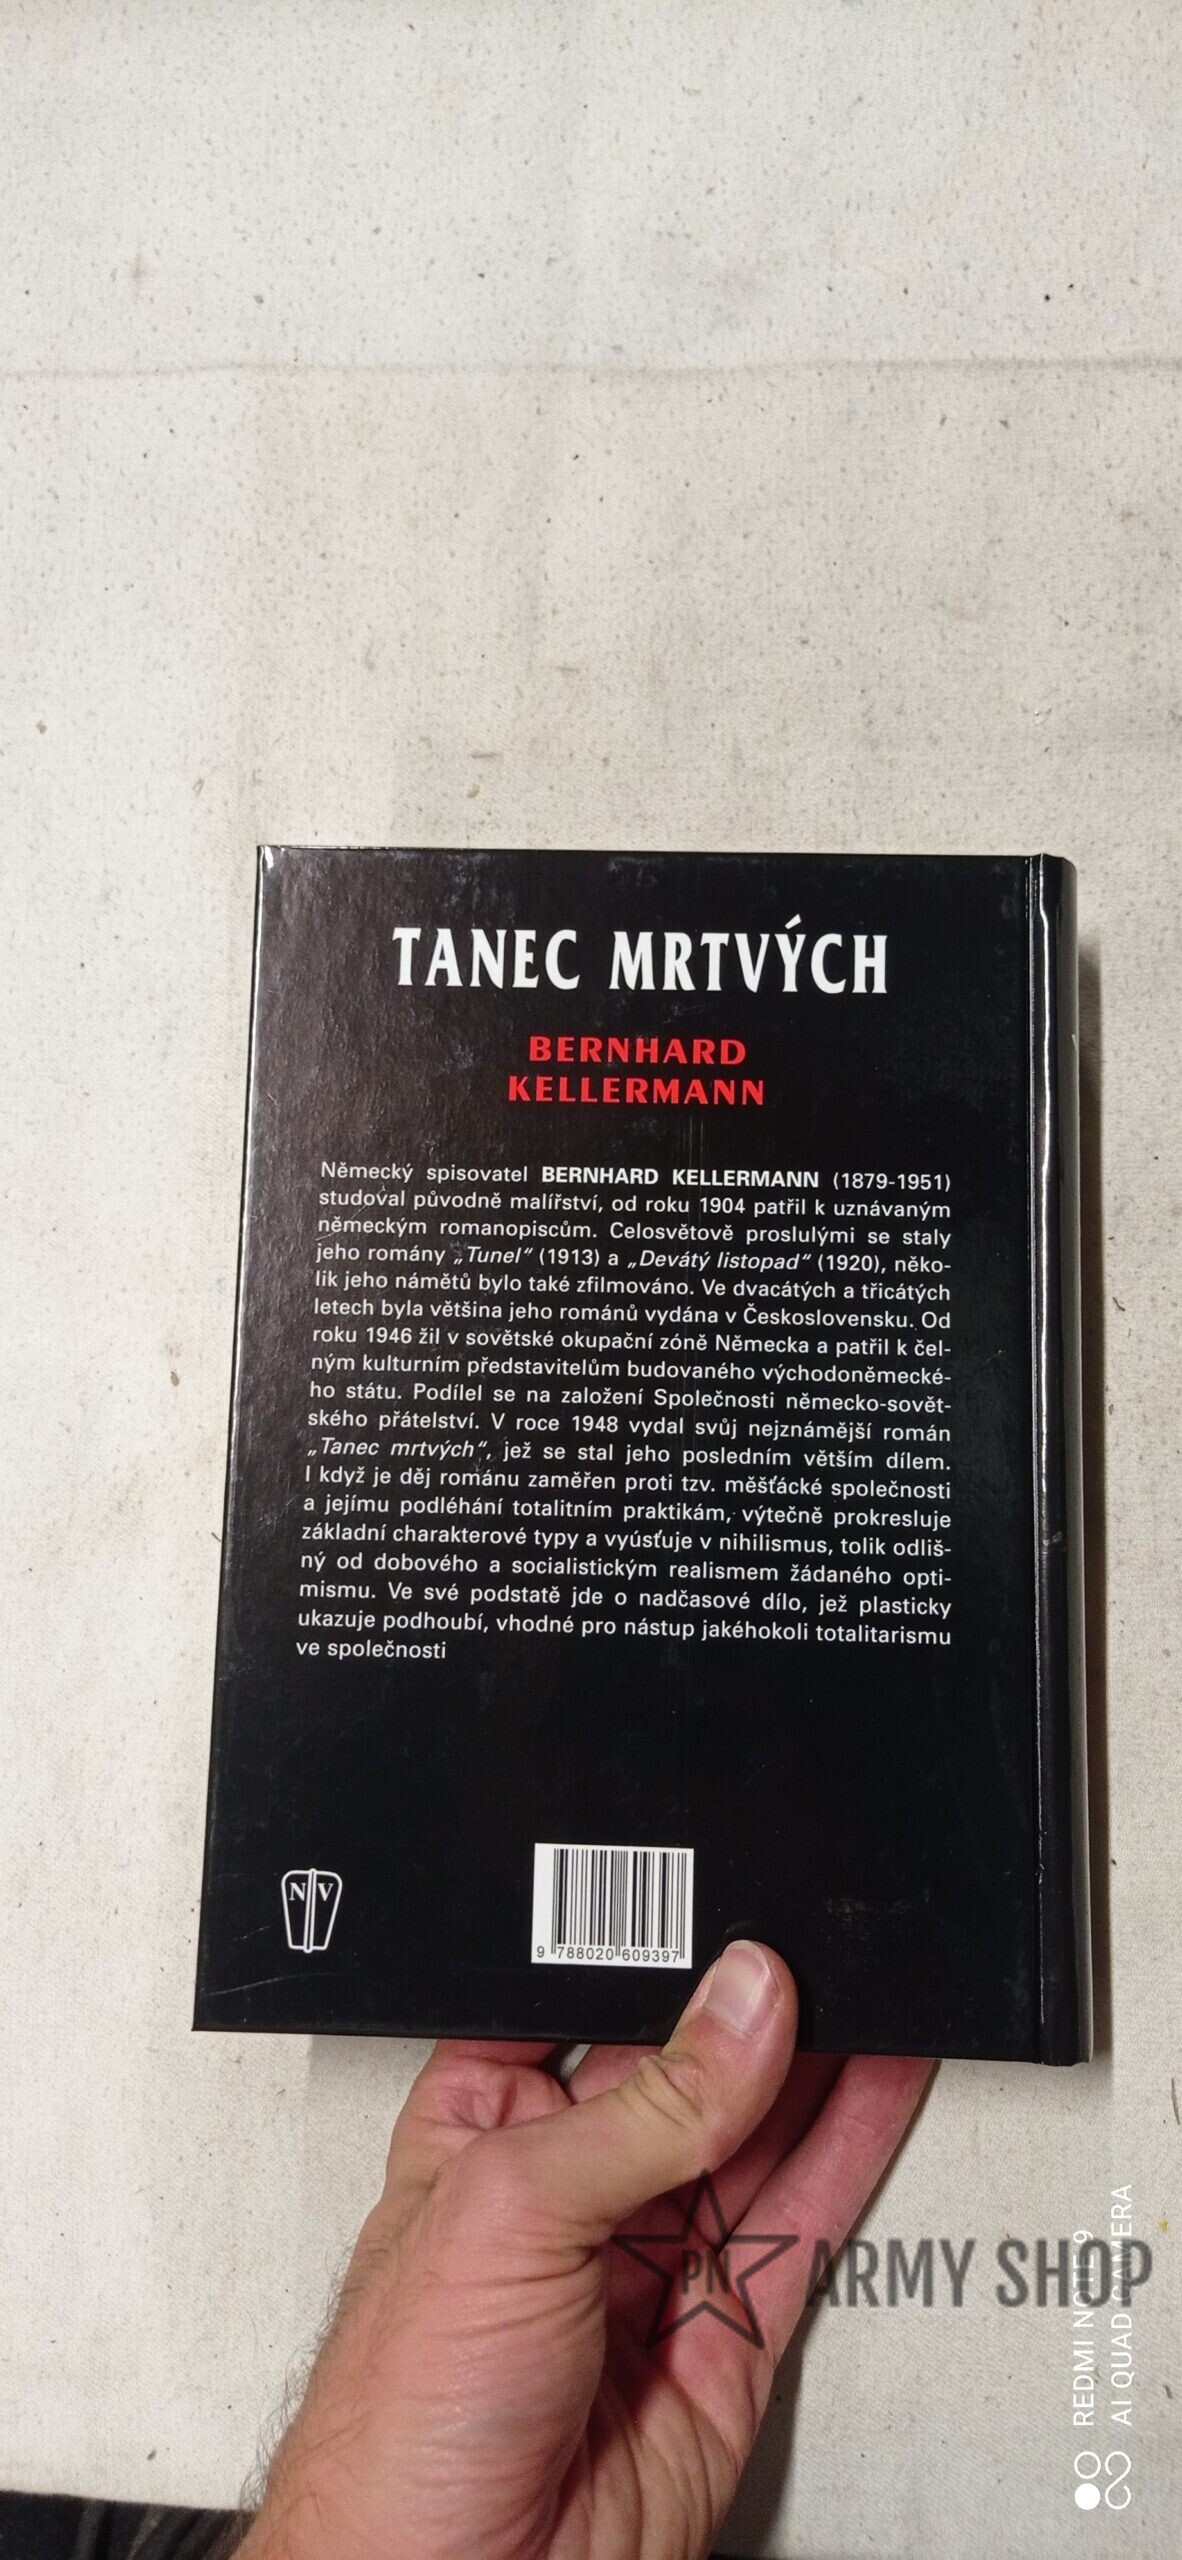 TANEC MRTVÝCH
BERNHARD
KELLERMANN
Německý spisovatel BERNHARD KELLERMANN (1879-1951)
studoval původně malířství, od roku 1904 patřil k uznávaným
německým romanopiscům. Celosvětově proslulými se staly
jeho romány „Tunel“ (1913) a „Devátý listopad“ (1920), něko-
lik jeho námětů bylo také zfilmováno. Ve dvacátých a třicátých
letech byla většina jeho románů vydána v Československu. Od
roku 1946 žil v sovětské okupační zóně Německa a patřil k čel-
ným kulturním představitelům budovaného východoněmecké-
ho státu. Podílel se na založení Společnosti německo-sovět-
ského přátelství. V roce 1948 vydal svůj nejznámější román
„Tanec mrtvých“, jež se stal jeho posledním větším dílem.
I když je děj románu zaměřen proti tzv. měšťácké společnosti
a jejímu podléhání totalitním praktikám, výtečně prokresluje
základní charakterové typy a vyúsťuje v nihilismus, tolik odliš-
ný od dobového a socialistickým realismem žádaného opti-
mismu. Ve své podstatě jde o nadčasové dílo, jež plasticky
ukazuje podhoubí, vhodné pro nástup jakéhokoli totalitarismu
ve společnosti
N V
9 788020 609397
PN ARMY SHOP
REDMI NOTE 9
AI QUAD CAMERA